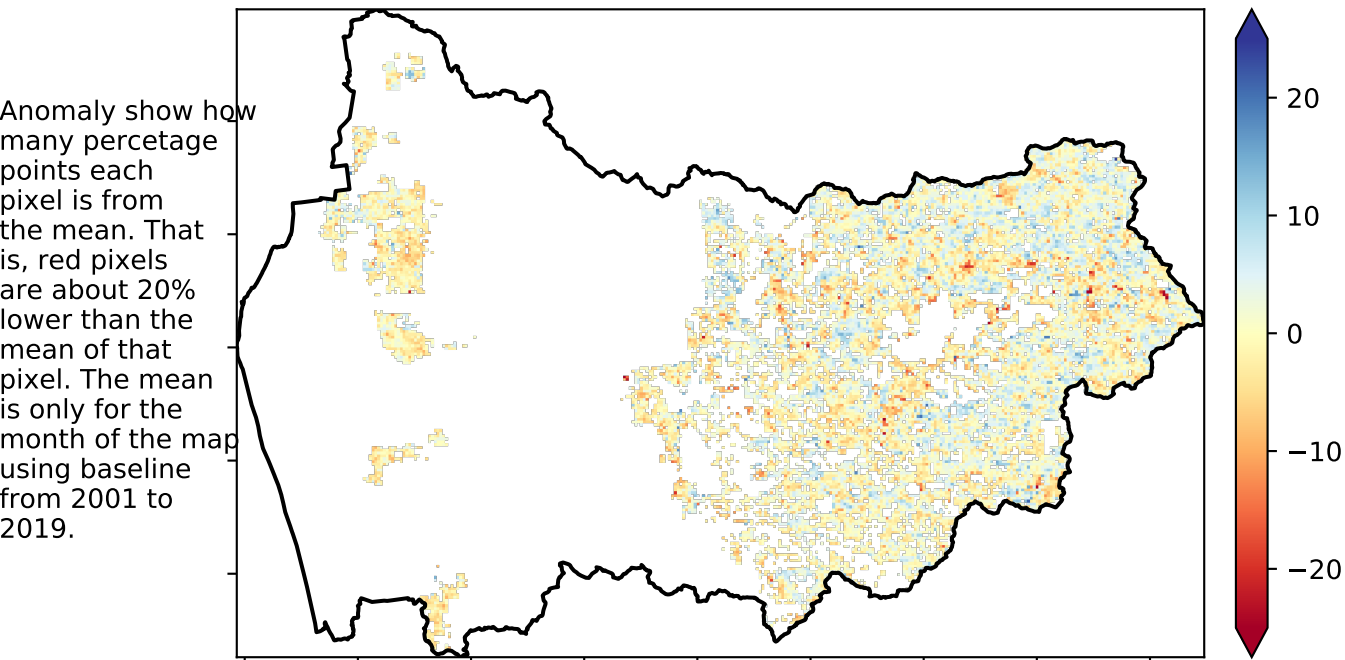 Anomaly show how
many percetage
points each
pixel is from
the mean. That
is, red pixels
are about 20%
lower than the
mean of that
pixel. The mean
is only for the
month of the map
using baseline
from 2001 to
2019.
20
10
0
−10
−20